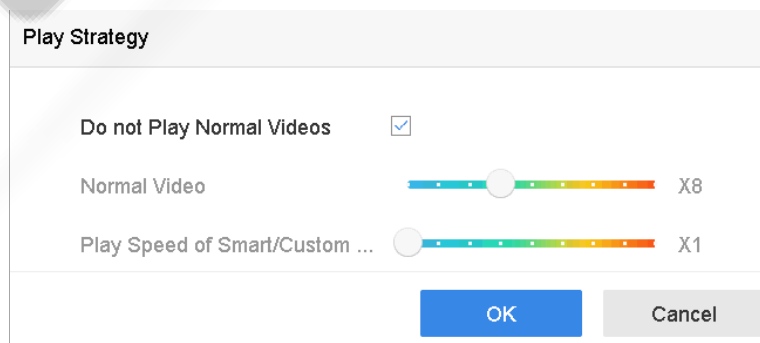 Play Strategy
Do not Play Normal Videos
Normal Video X8
Play Speed of Smart/Custom ... X1
OK Cancel